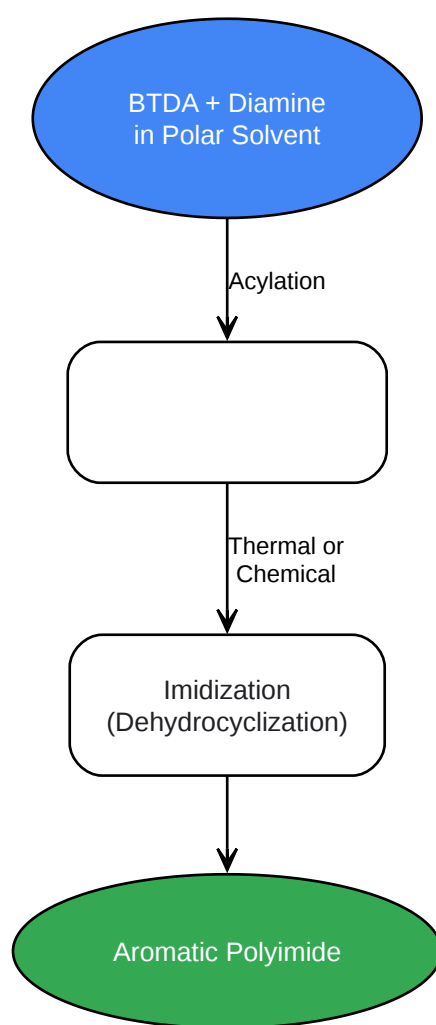 BTDA + Diamine
in Polar Solvent
Acylation
Thermal or
Chemical
Imidization
(Dehydrocyclization)
Aromatic Polyimide